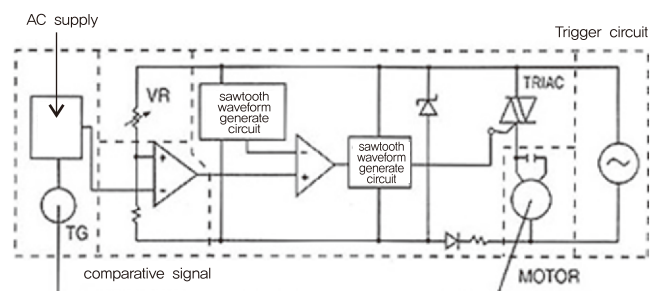 AC supply
Trigger circuit
VR
sawtooth
waveform
generate
circuit
TRIAC
+
-
-
+
sawtooth
waveform
generate
circuit
TG
comparative signal
MOTOR